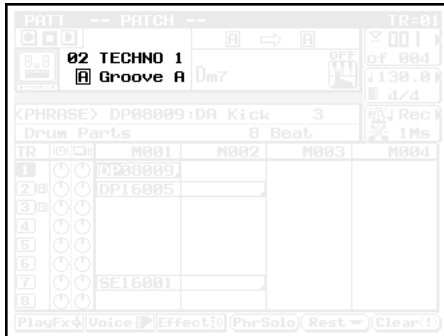 PATT -- PATCH -- TR=01
A ⇨ A 001
02 TECHNO 1 OFF of 004
A Groove A Dm7 ♩130.0
4/4
<PHRASE> DP08009:DA Kick 3 Rec
Drum Parts 8 Beat 1Ms
TR M001 M002 M003 M004
1 DP08009
2 DP16005
3
4
5
6
7 SE16001
8
PlayFx Voice Effect PhrSolo Rest Clear